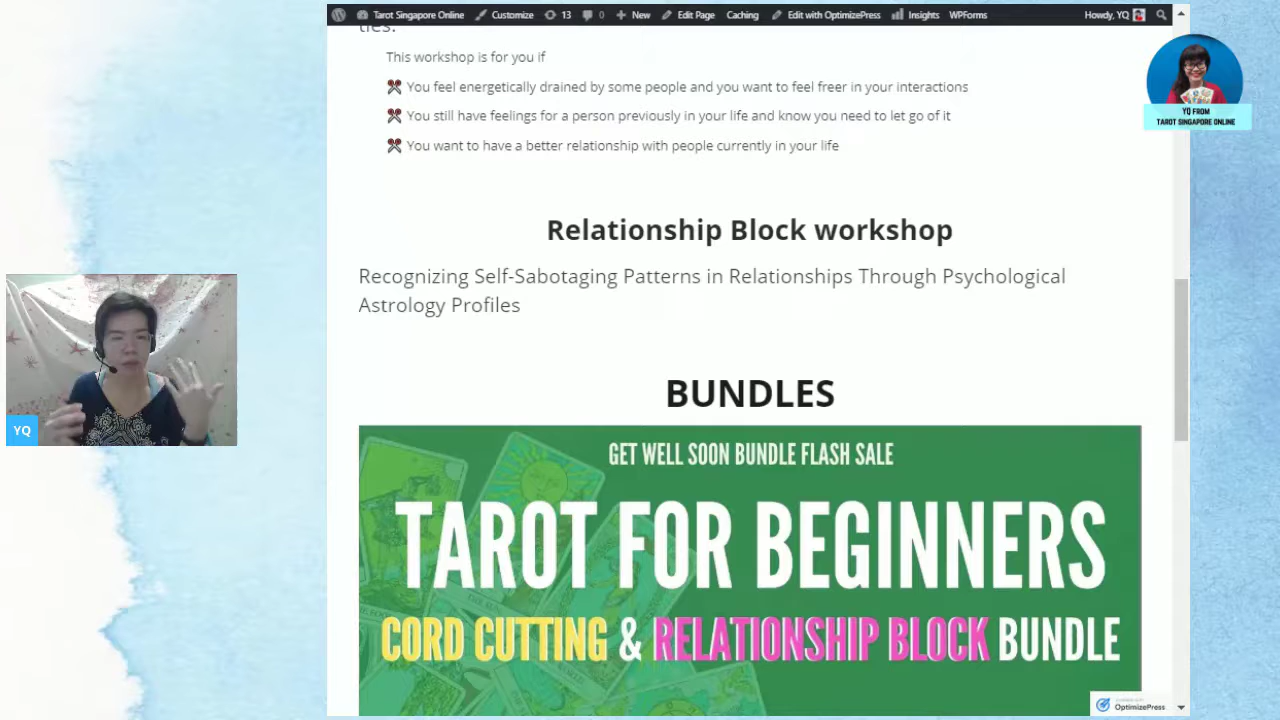 Tarot Singapore Online Customize 13 0 New Edit Page Caching Edit with OptimizePress Insights WPForms Howdy, YQ
ties.
This workshop is for you if
You feel energetically drained by some people and you want to feel freer in your interactions
You still have feelings for a person previously in your life and know you need to let go of it
You want to have a better relationship with people currently in your life
YQ FROM
TAROT SINGAPORE ONLINE
Relationship Block workshop
Recognizing Self-Sabotaging Patterns in Relationships Through Psychological
Astrology Profiles
YQ
BUNDLES
GET WELL SOON BUNDLE FLASH SALE
TAROT FOR BEGINNERS
CORD CUTTING & RELATIONSHIP BLOCK BUNDLE
OptimizePress